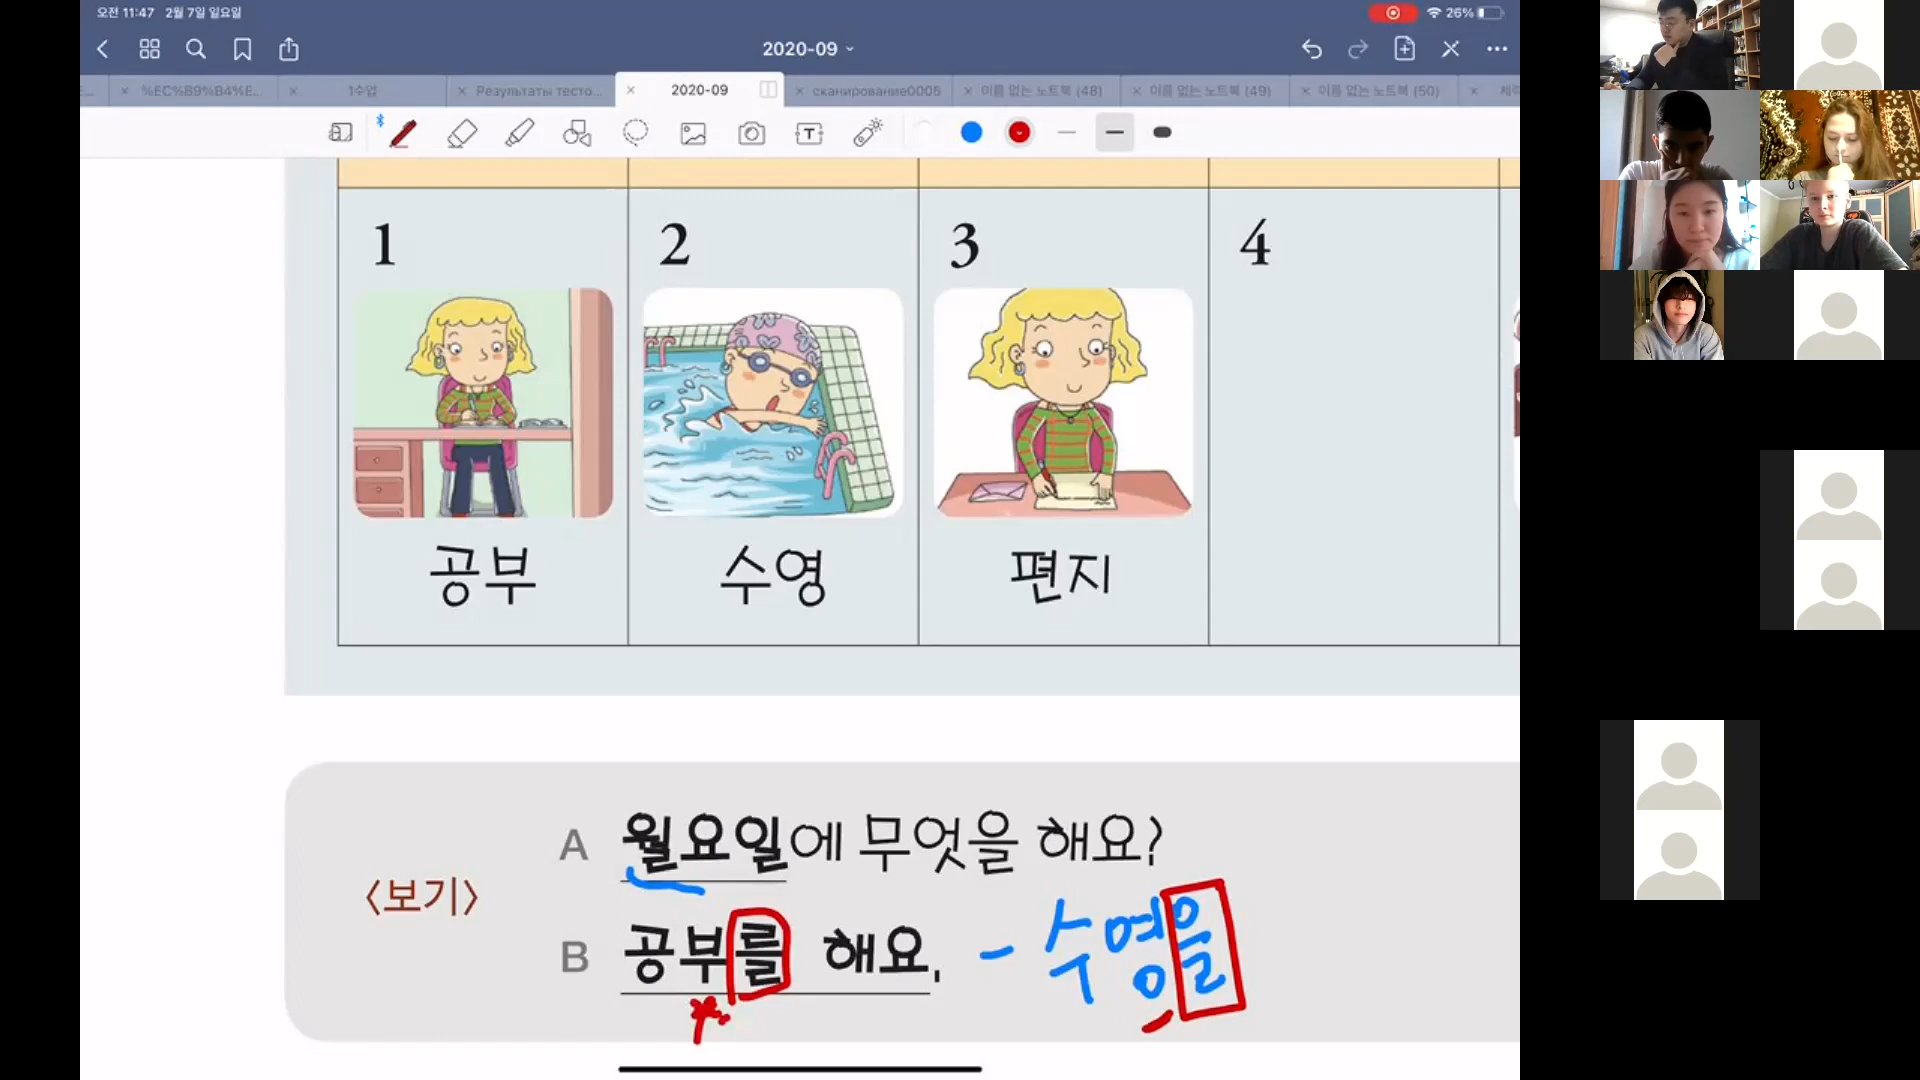 오전 11:47 2월 7일 일요일
26%
2020-09
E... %EC%B9%B4%E... 1수업 Результаты тесто... 2020-09 сканирование0005 이름 없는 노트북 (48) 이름 없는 노트북 (49) 이름 없는 노트북 (50)
T
1 2 3 4
공부 수영 편지
A 월요일에 무엇을 해요?
<보기>
B 공부를 해요. - 수영을